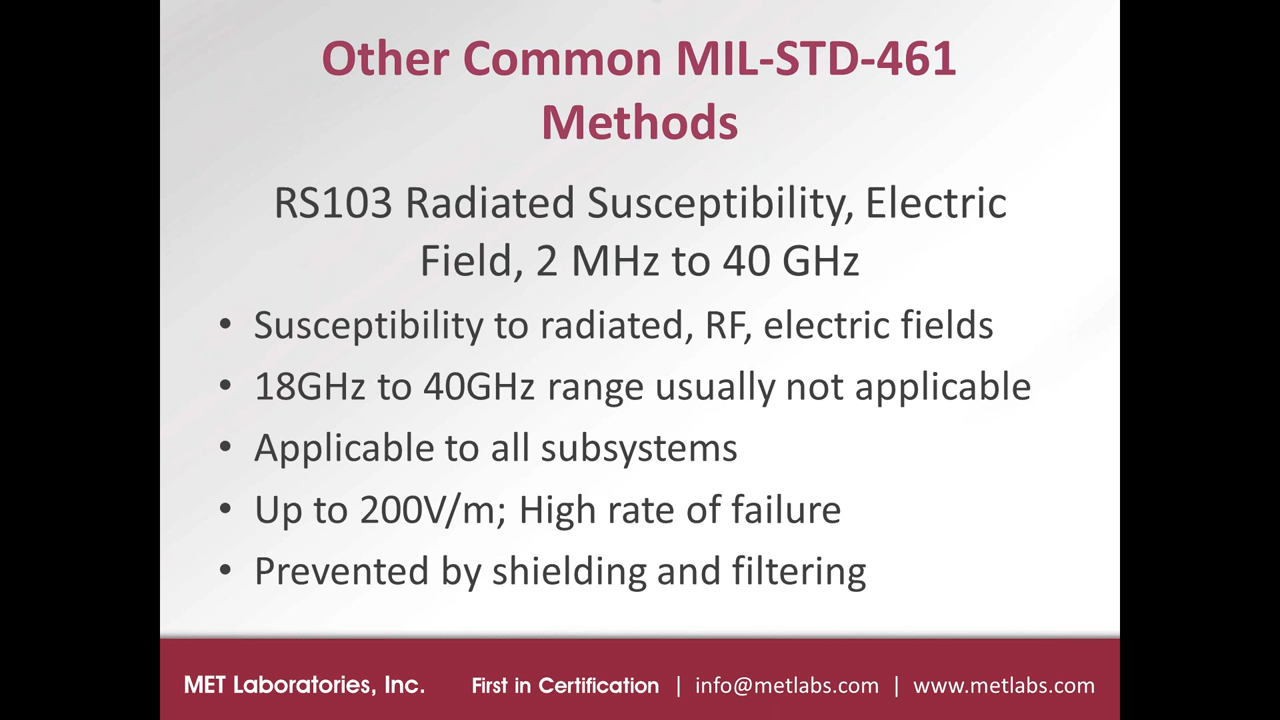 Other Common MIL-STD-461
Methods
RS103 Radiated Susceptibility, Electric
Field, 2 MHz to 40 GHz
• Susceptibility to radiated, RF, electric fields
• 18GHz to 40GHz range usually not applicable
• Applicable to all subsystems
• Up to 200V/m; High rate of failure
• Prevented by shielding and filtering
MET Laboratories, Inc. First in Certification | info@metlabs.com | www.metlabs.com